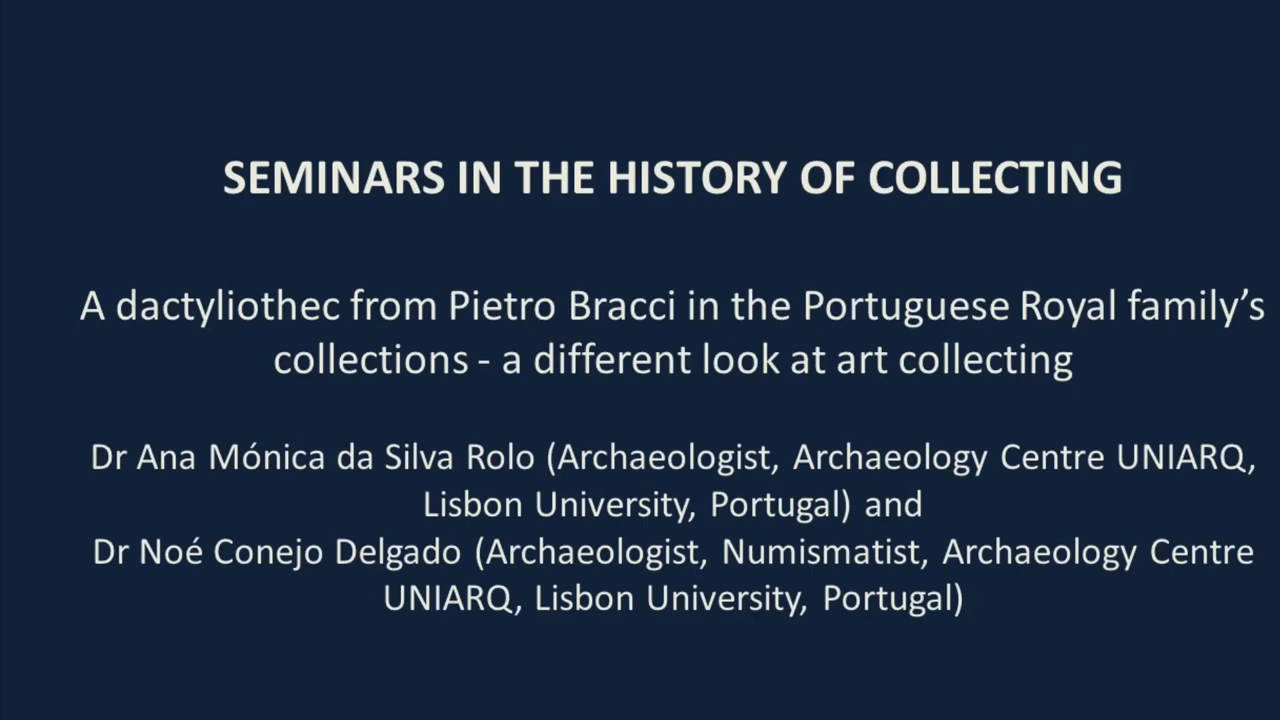 SEMINARS IN THE HISTORY OF COLLECTING
A dactyliothec from Pietro Bracci in the Portuguese Royal family’s
collections - a different look at art collecting
Dr Ana Mónica da Silva Rolo (Archaeologist, Archaeology Centre UNIARQ,
Lisbon University, Portugal) and
Dr Noé Conejo Delgado (Archaeologist, Numismatist, Archaeology Centre
UNIARQ, Lisbon University, Portugal)